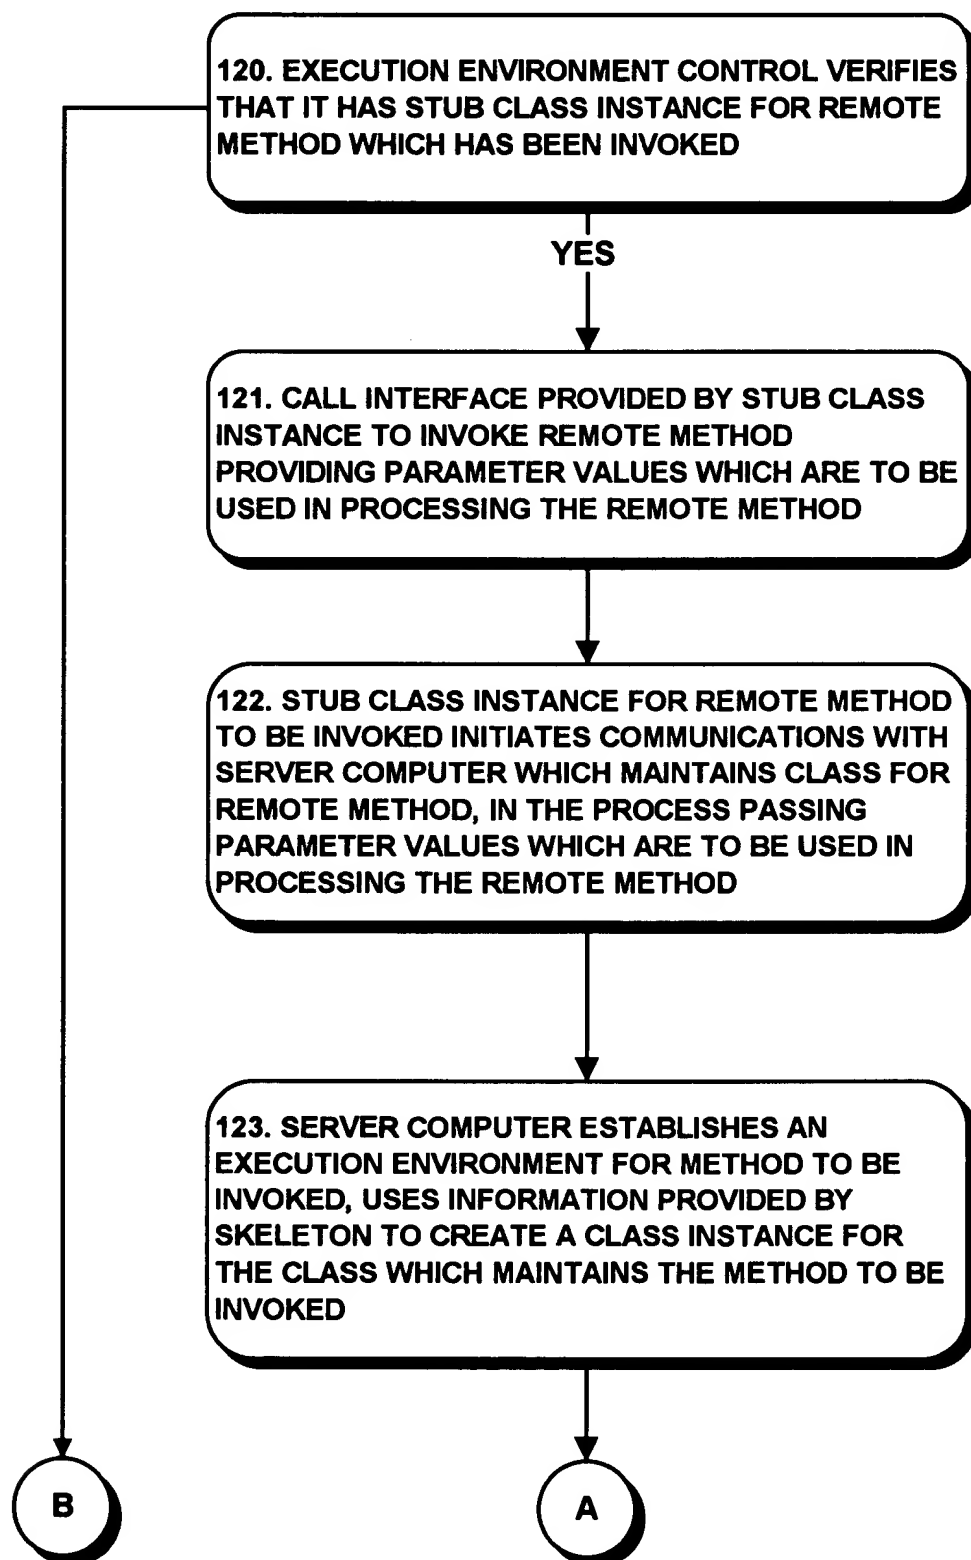 120. EXECUTION ENVIRONMENT CONTROL VERIFIES
THAT IT HAS STUB CLASS INSTANCE FOR REMOTE
METHOD WHICH HAS BEEN INVOKED
YES
121. CALL INTERFACE PROVIDED BY STUB CLASS
INSTANCE TO INVOKE REMOTE METHOD
PROVIDING PARAMETER VALUES WHICH ARE TO BE
USED IN PROCESSING THE REMOTE METHOD
122. STUB CLASS INSTANCE FOR REMOTE METHOD
TO BE INVOKED INITIATES COMMUNICATIONS WITH
SERVER COMPUTER WHICH MAINTAINS CLASS FOR
REMOTE METHOD, IN THE PROCESS PASSING
PARAMETER VALUES WHICH ARE TO BE USED IN
PROCESSING THE REMOTE METHOD
123. SERVER COMPUTER ESTABLISHES AN
EXECUTION ENVIRONMENT FOR METHOD TO BE
INVOKED, USES INFORMATION PROVIDED BY
SKELETON TO CREATE A CLASS INSTANCE FOR
THE CLASS WHICH MAINTAINS THE METHOD TO BE
INVOKED
B
A